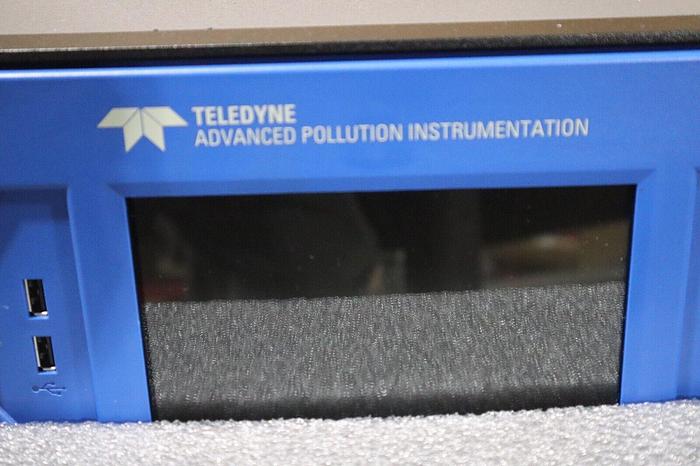 TELEDYNE
ADVANCED POLLUTION INSTRUMENTATION